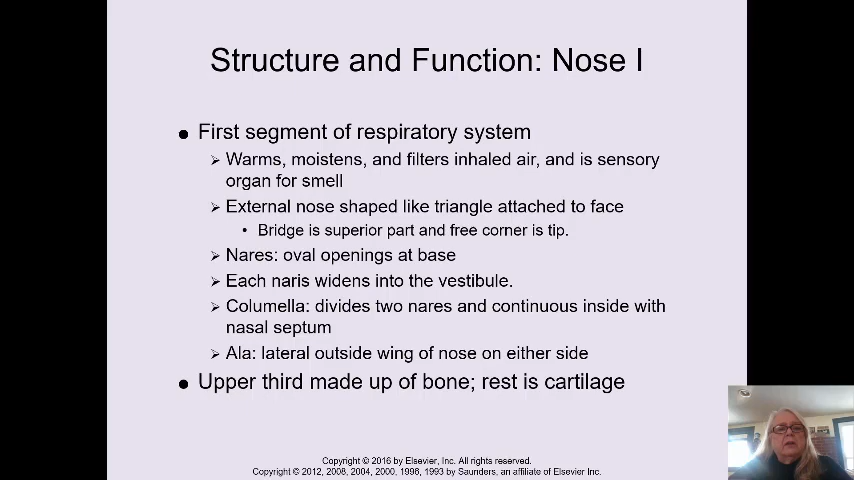 Structure and Function: Nose I
● First segment of respiratory system
➢ Warms, moistens, and filters inhaled air, and is sensory
organ for smell
➢ External nose shaped like triangle attached to face
• Bridge is superior part and free corner is tip.
➢ Nares: oval openings at base
➢ Each naris widens into the vestibule.
➢ Columella: divides two nares and continuous inside with
nasal septum
➢ Ala: lateral outside wing of nose on either side
● Upper third made up of bone; rest is cartilage
Copyright © 2016 by Elsevier, Inc. All rights reserved.
Copyright © 2012, 2008, 2004, 2000, 1996, 1993 by Saunders, an affiliate of Elsevier Inc.